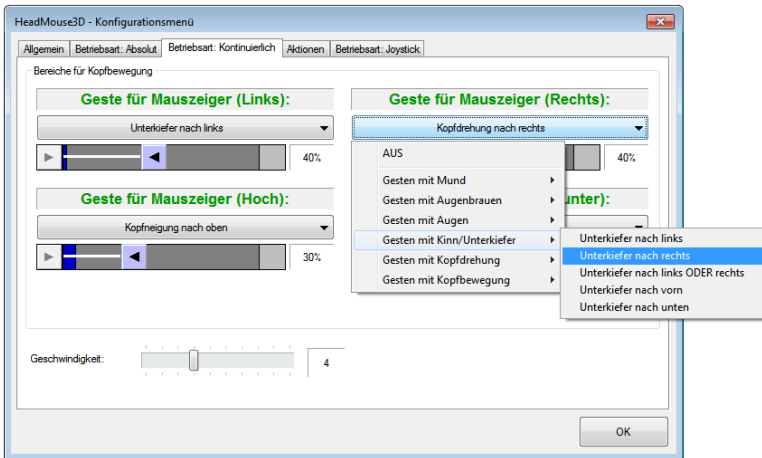 HeadMouse3D - Konfigurationsmenü
Allgemein Betriebsart: Absolut Betriebsart: Kontinuierlich Aktionen Betriebsart: Joystick
Bereiche für Kopfbewegung
Geste für Mauszeiger (Links):
Unterkiefer nach links
40%
Geste für Mauszeiger (Rechts):
Kopfdrehung nach rechts
40%
Geste für Mauszeiger (Hoch):
Kopfneigung nach oben
30%
unter):
AUS
Gesten mit Mund
Gesten mit Augenbrauen
Gesten mit Augen
Gesten mit Kinn/Unterkiefer
Gesten mit Kopfdrehung
Gesten mit Kopfbewegung
Unterkiefer nach links
Unterkiefer nach rechts
Unterkiefer nach links ODER rechts
Unterkiefer nach vorn
Unterkiefer nach unten
Geschwindigkeit:
4
OK